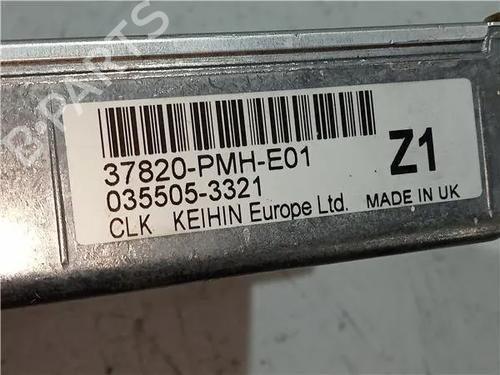 B-PARTS
37820-PMH-E01
Z1
035505-3321
CLK KEIHIN Europe Ltd. MADE IN UK